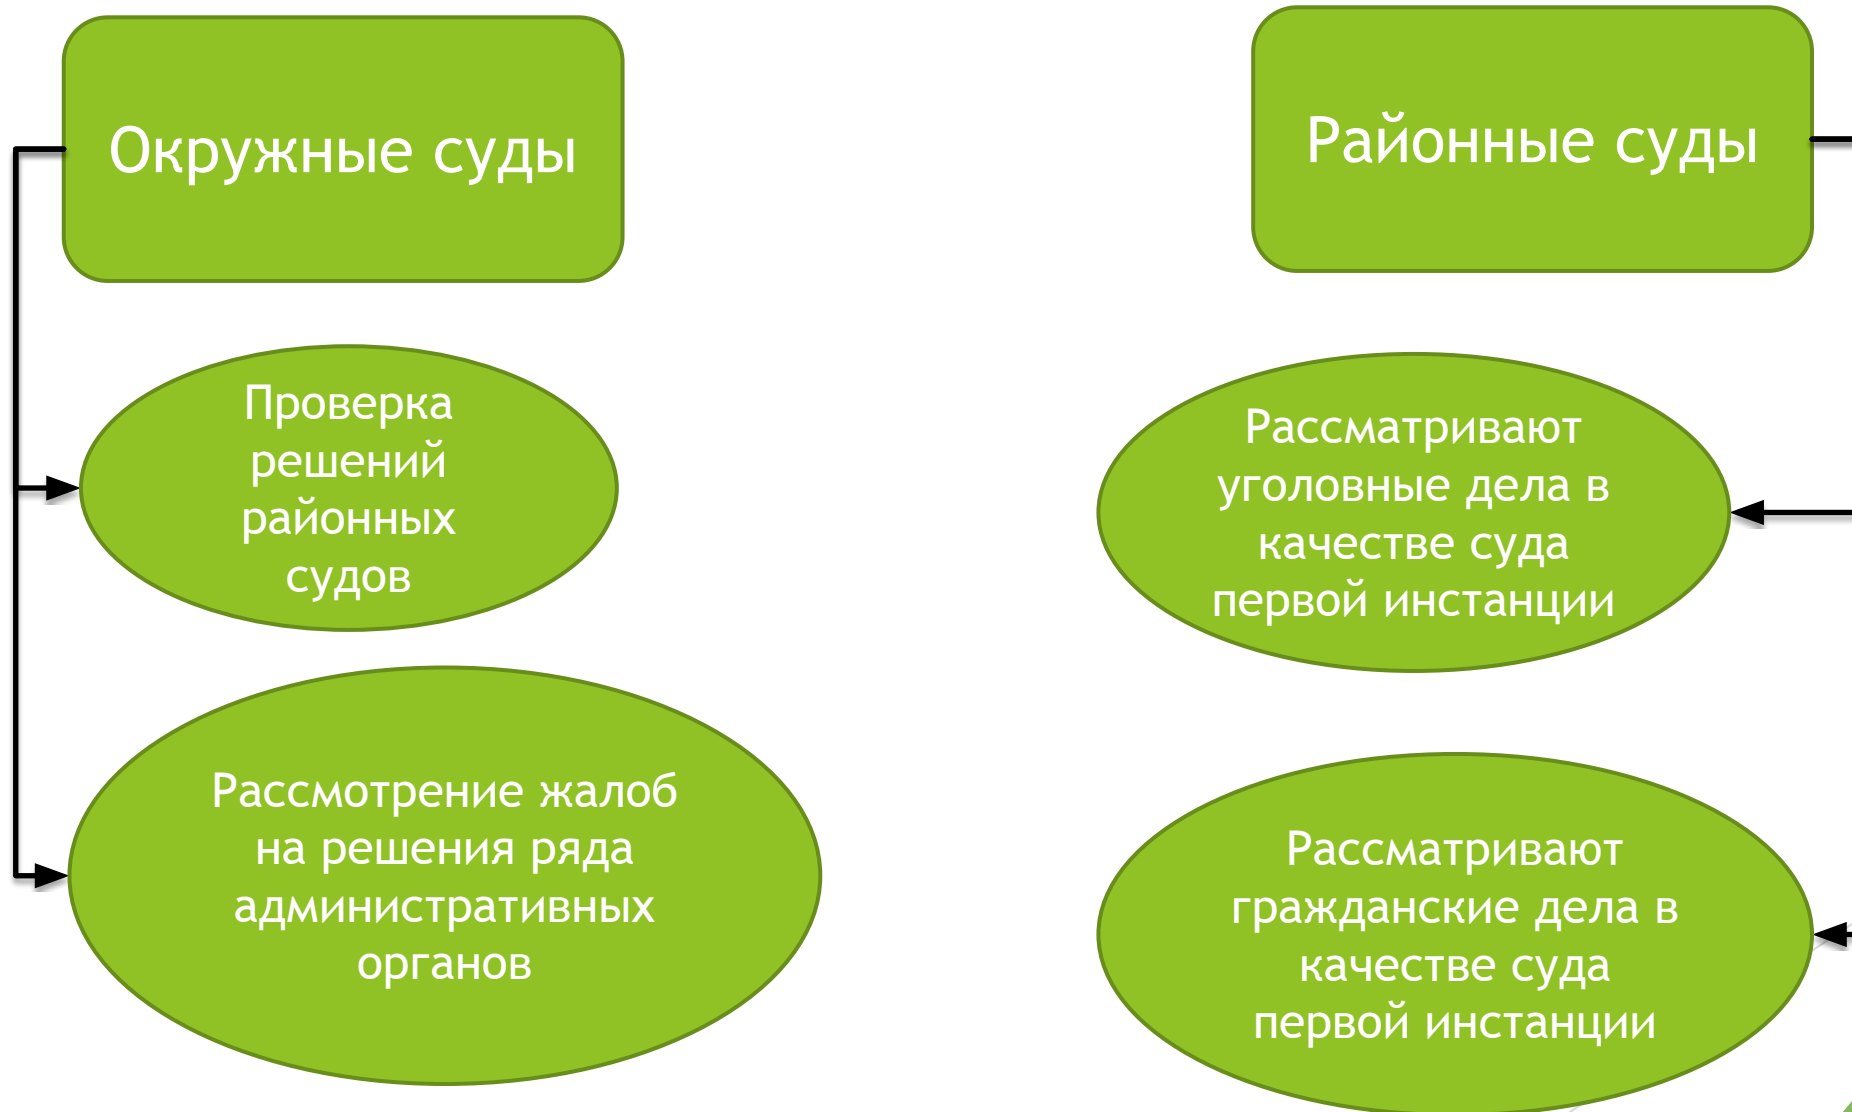 Окружные суды
Проверка
решений
районных
судов
Рассмотрение жалоб
на решения ряда
административных
органов
Районные суды
Рассматривают
уголовные дела в
качестве суда
первой инстанции
Рассматривают
гражданские дела в
качестве суда
первой инстанции